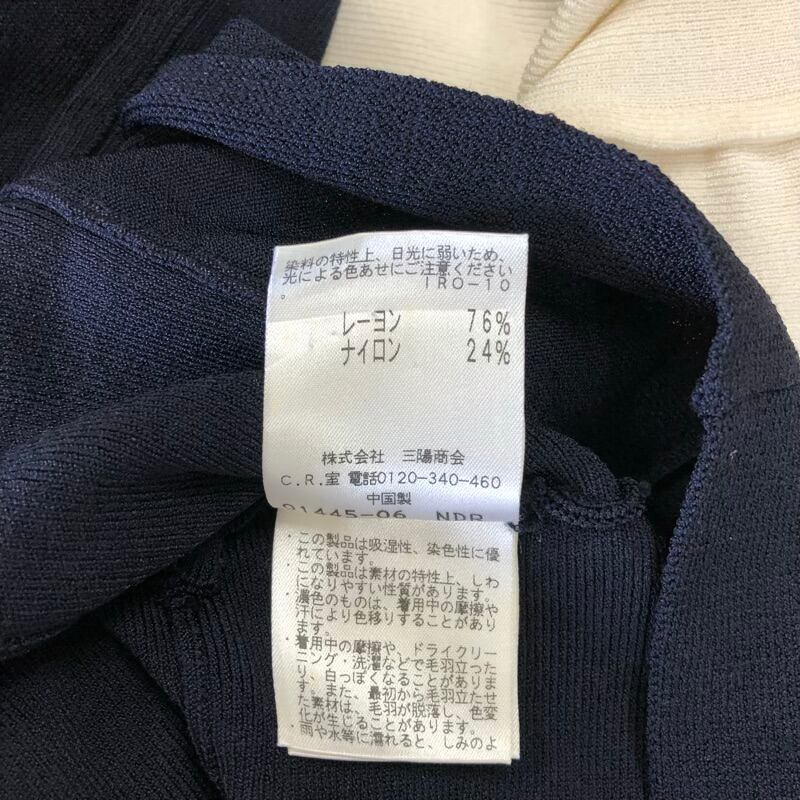 染料の特性上、日光に弱いため、
光による色あせにご注意ください
。 IRO-10
レーヨン 76%
ナイロン 24%
株式会社 三陽商会
C.R.室 電話0120-340-460
中国製
01445-06 NDR
・この製品は吸湿性、染色性に優
れています。
・この製品は素材の特性上、しわ
になりやすい性質があります。
・濃色のものは、着用中の摩擦や
汗により色移りすることがあり
ます。
・着用中の摩擦や、ドライクリー
ニング・洗濯などで毛羽立った
り、白っぽくなることがありま
す。また、最初から毛羽立たせ
た素材は、毛羽が脱落し、色変
化が生じることがあります。
・雨や水等に濡れると、しみのよ